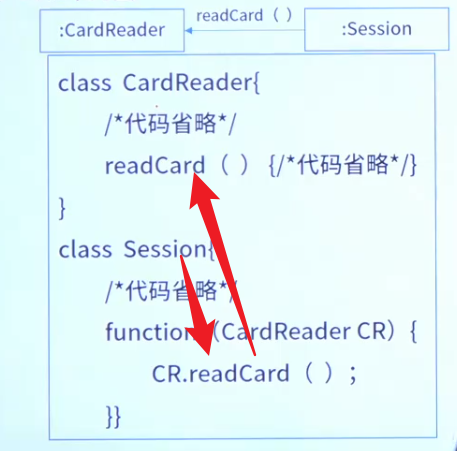 readCard（ ）
:CardReader
:Session
class CardReader{
/*代码省略*/
readCard（ ）{/*代码省略*/}
}
class Session{
/*代码省略*/
function（CardReader CR）{
CR.readCard（ ）;
}}